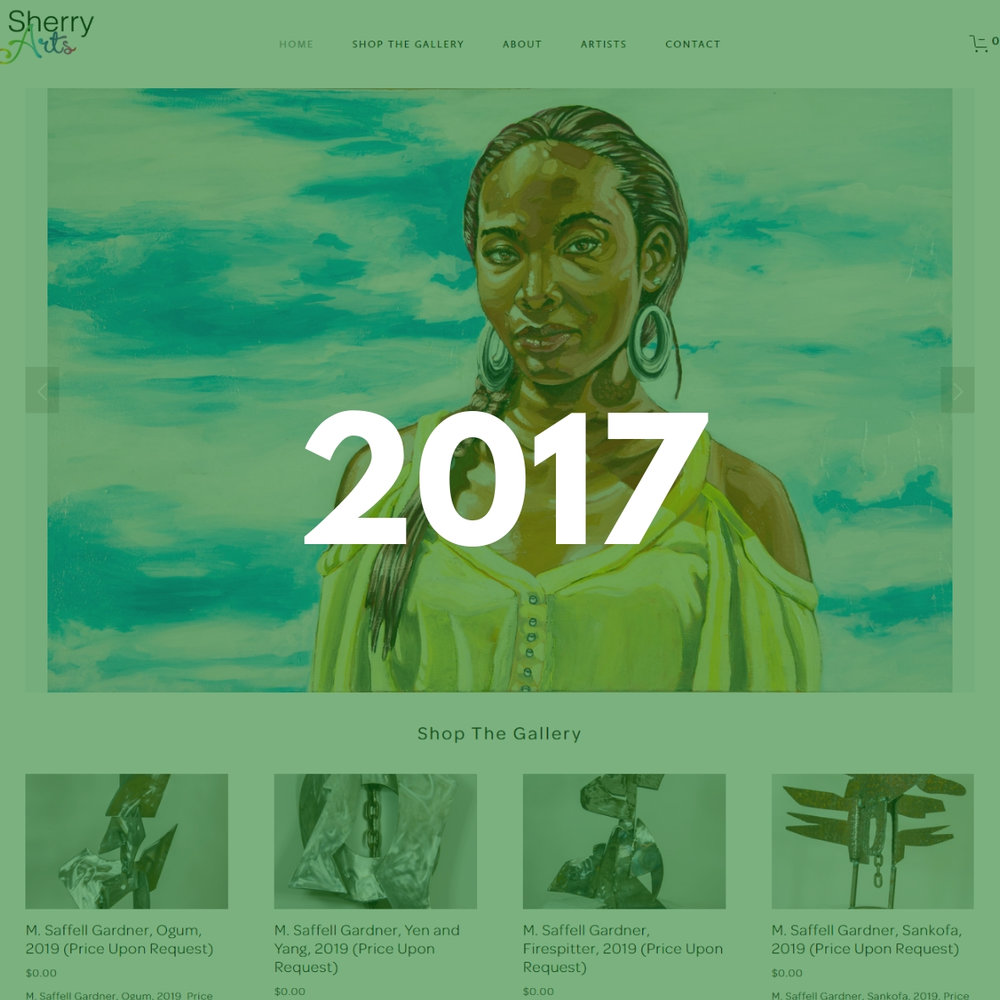 Sherry
Arts
HOME SHOP THE GALLERY ABOUT ARTISTS CONTACT
0
2017
Shop The Gallery
M. Saffell Gardner, Ogum,
2019 (Price Upon Request)
$0.00
M. Saffell Gardner, Ogum, 2019, Price
M. Saffell Gardner, Yen and
Yang, 2019 (Price Upon
Request)
$0.00
M. Saffell Gardner,
Firespitter, 2019 (Price Upon
Request)
$0.00
M. Saffell Gardner, Sankofa,
2019 (Price Upon Request)
$0.00
M. Saffell Gardner, Sankofa, 2019, Price